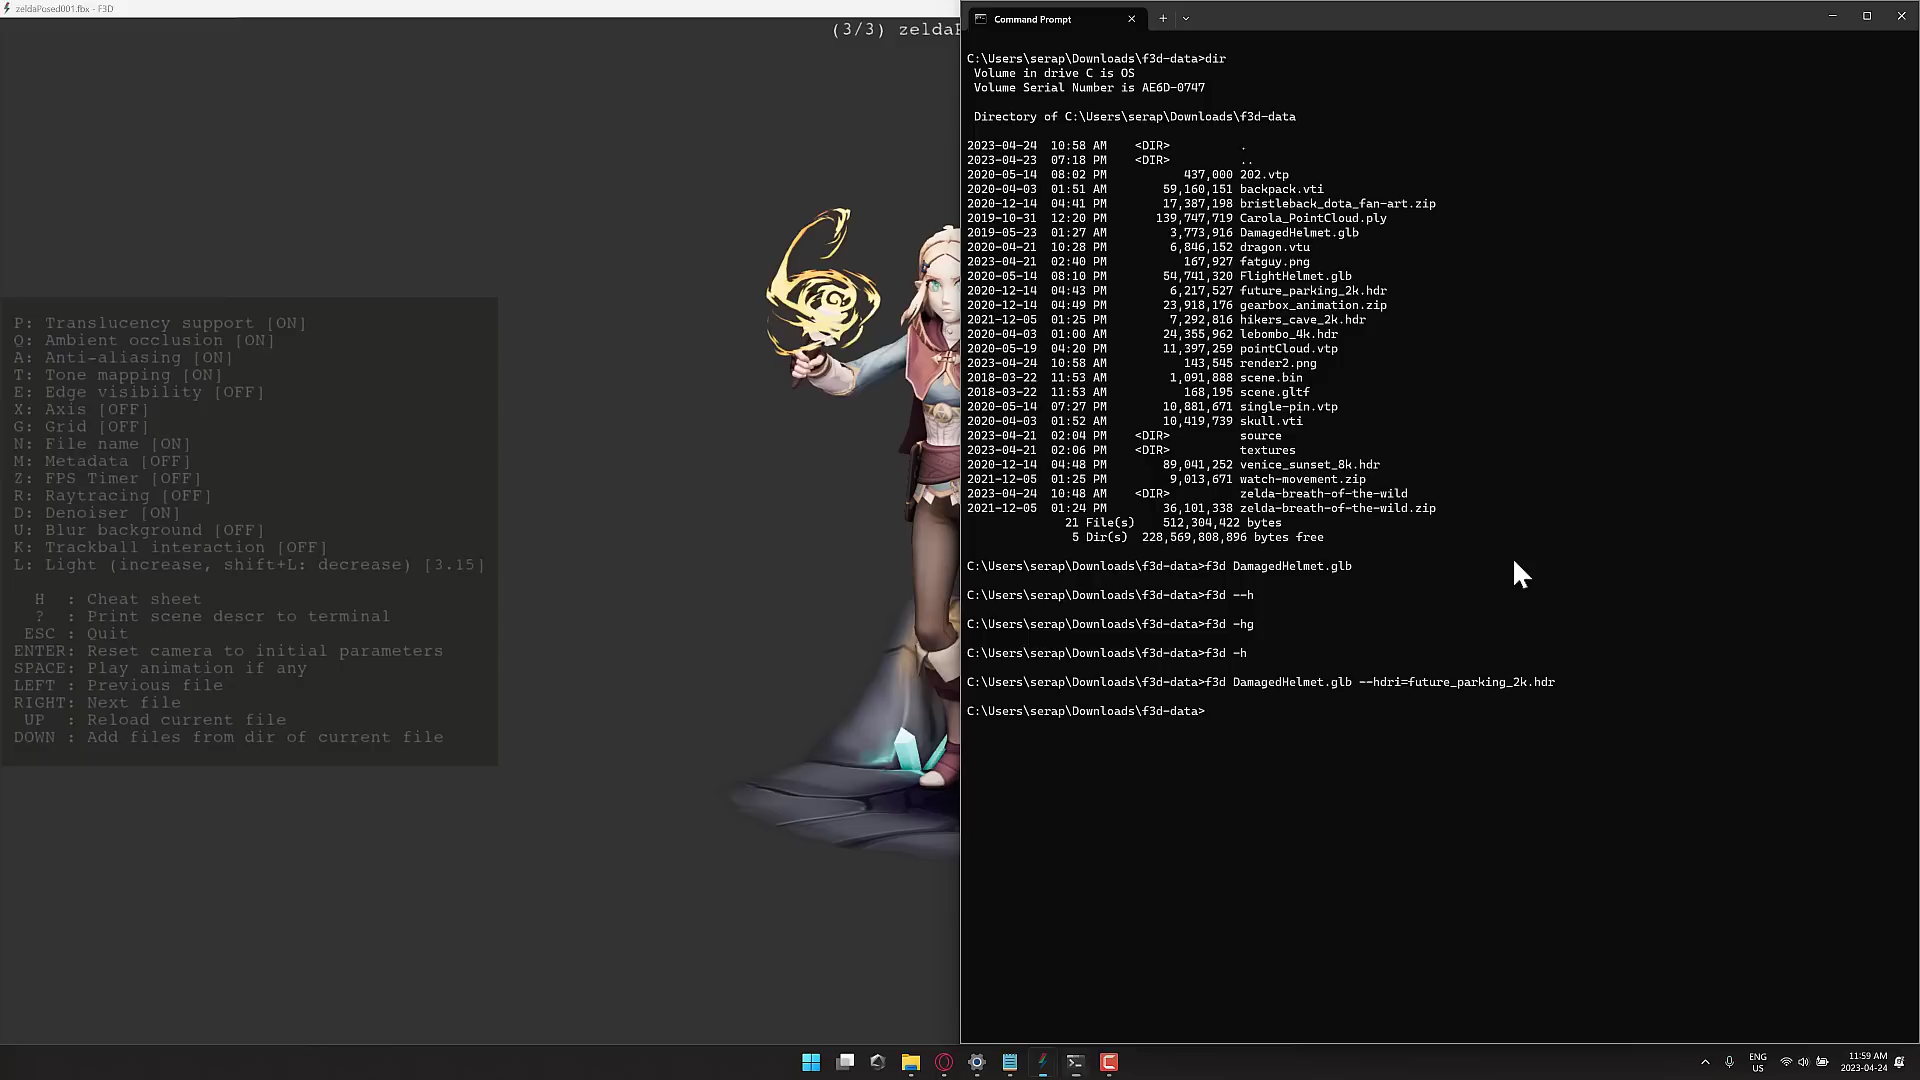 zeldaPosed001.fbx - F3D
(3/3) zelda
P: Translucency support [ON]
Q: Ambient occlusion [ON]
A: Anti-aliasing [ON]
T: Tone mapping [ON]
E: Edge visibility [OFF]
X: Axis [OFF]
G: Grid [OFF]
N: File name [ON]
M: Metadata [OFF]
Z: FPS Timer [OFF]
R: Raytracing [OFF]
D: Denoiser [ON]
U: Blur background [OFF]
K: Trackball interaction [OFF]
L: Light (increase, shift+L: decrease) [3.15]
H : Cheat sheet
? : Print scene descr to terminal
ESC : Quit
ENTER: Reset camera to initial parameters
SPACE: Play animation if any
LEFT : Previous file
RIGHT: Next file
UP : Reload current file
DOWN : Add files from dir of current file
Command Prompt
C:\Users\serap\Downloads\f3d-data>dir
Volume in drive C is OS
Volume Serial Number is AE6D-0747
Directory of C:\Users\serap\Downloads\f3d-data
2023-04-24 10:58 AM <DIR> .
2023-04-23 07:18 PM <DIR> ..
2020-05-14 08:02 PM 437,000 202.vtp
2020-04-03 01:51 AM 59,160,151 backpack.vti
2020-12-14 04:41 PM 17,387,198 bristleback_dota_fan-art.zip
2019-10-31 12:20 PM 139,747,719 Carola_PointCloud.ply
2019-05-23 01:27 AM 3,773,916 DamagedHelmet.glb
2020-04-21 10:28 PM 6,846,152 dragon.vtu
2023-04-21 02:40 PM 167,927 fatguy.png
2020-05-14 08:10 PM 54,741,320 FlightHelmet.glb
2020-12-14 04:43 PM 6,217,527 future_parking_2k.hdr
2020-12-14 04:49 PM 23,918,176 gearbox_animation.zip
2021-12-05 01:25 PM 7,292,816 hikers_cave_2k.hdr
2020-04-03 01:00 AM 24,355,962 lebombo_4k.hdr
2020-05-19 04:20 PM 11,397,259 pointCloud.vtp
2023-04-24 10:58 AM 143,545 render2.png
2018-03-22 11:53 AM 1,091,888 scene.bin
2018-03-22 11:53 AM 168,195 scene.gltf
2020-05-14 07:27 PM 10,881,671 single-pin.vtp
2020-04-03 01:52 AM 10,419,739 skull.vti
2023-04-21 02:04 PM <DIR> source
2023-04-21 02:06 PM <DIR> textures
2020-12-14 04:48 PM 89,041,252 venice_sunset_8k.hdr
2021-12-05 01:25 PM 9,013,671 watch-movement.zip
2023-04-24 10:48 AM <DIR> zelda-breath-of-the-wild
2021-12-05 01:24 PM 36,101,338 zelda-breath-of-the-wild.zip
21 File(s) 512,304,422 bytes
5 Dir(s) 228,569,808,896 bytes free
C:\Users\serap\Downloads\f3d-data>f3d DamagedHelmet.glb
C:\Users\serap\Downloads\f3d-data>f3d --h
C:\Users\serap\Downloads\f3d-data>f3d -hg
C:\Users\serap\Downloads\f3d-data>f3d -h
C:\Users\serap\Downloads\f3d-data>f3d DamagedHelmet.glb --hdri=future_parking_2k.hdr
C:\Users\serap\Downloads\f3d-data>
ENG
US
11:59 AM
2023-04-24